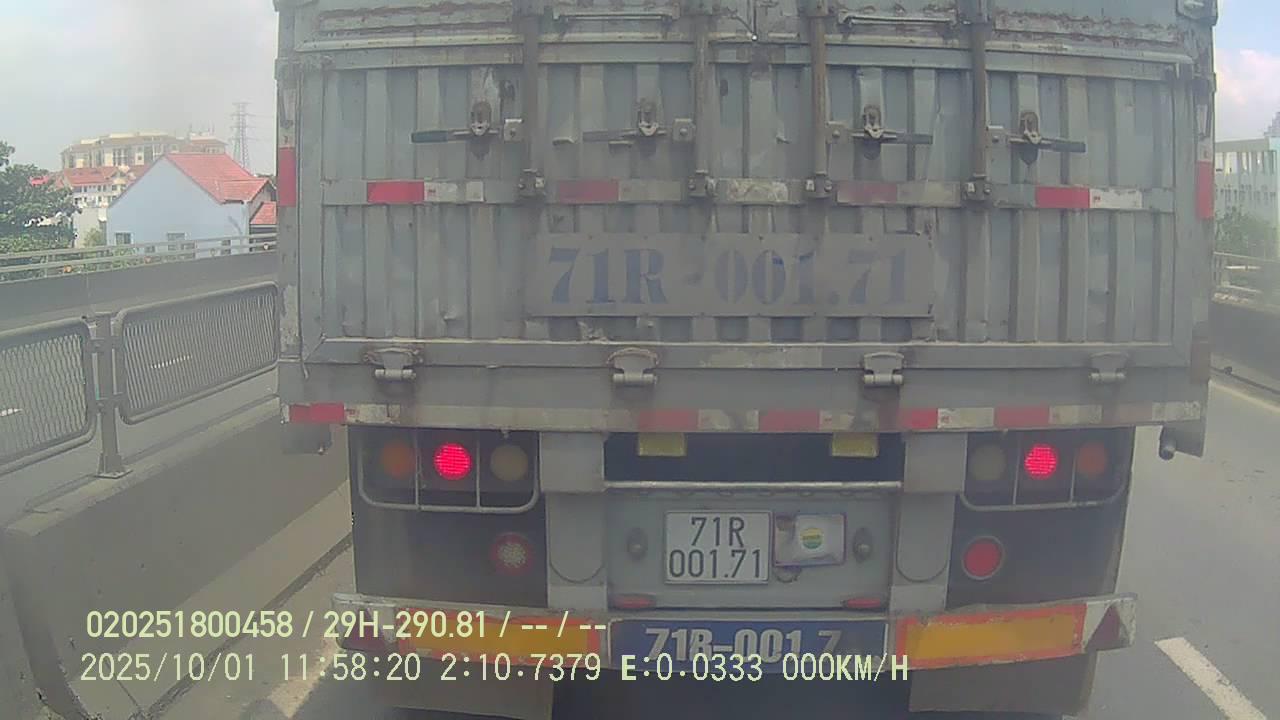 71R-001.71
71R
001.71
71R-001.7
020251800458 / 29H-290.81 / -- / --
2025/10/01 11:58:20 2:10.7379 E:0.0333 000KM/H